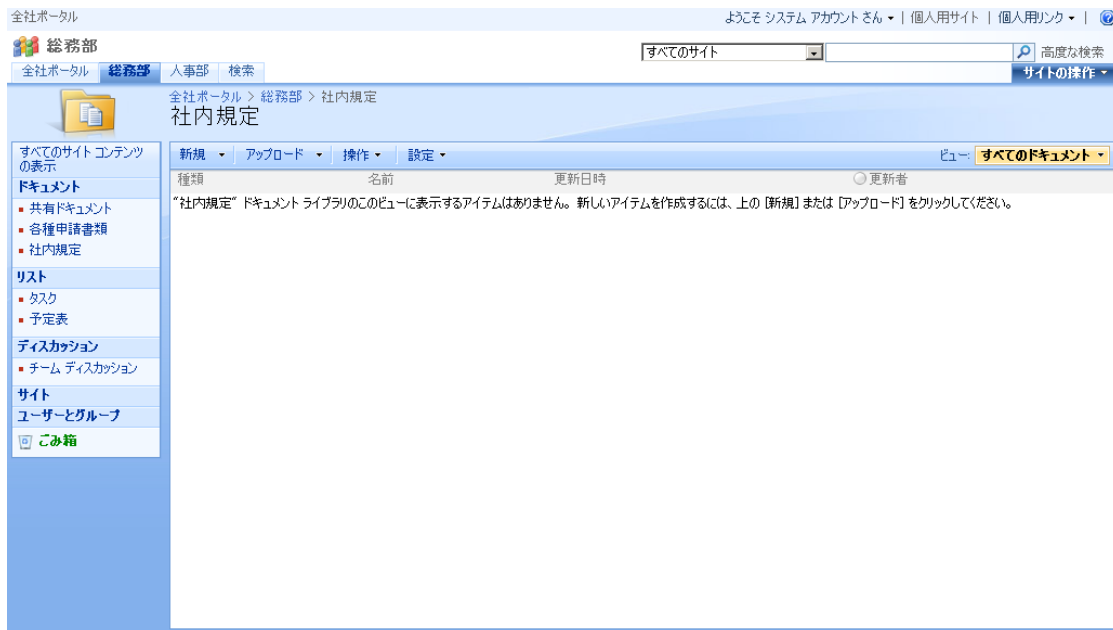 全社ポータル
ようこそ システム アカウント さん | 個人用サイト | 個人用リンク |
総務部
すべてのサイト
高度な検索
全社ポータル 総務部 人事部 検索
サイトの操作
全社ポータル > 総務部 > 社内規定
社内規定
すべてのサイト コンテンツの表示
新規 アップロード 操作 設定
ビュー: すべてのドキュメント
種類 名前 更新日時 更新者
"社内規定" ドキュメント ライブラリのこのビューに表示するアイテムはありません。新しいアイテムを作成するには、上の [新規] または [アップロード] をクリックしてください。
ドキュメント
共有ドキュメント
各種申請書類
社内規定
リスト
タスク
予定表
ディスカッション
チーム ディスカッション
サイト
ユーザーとグループ
ごみ箱